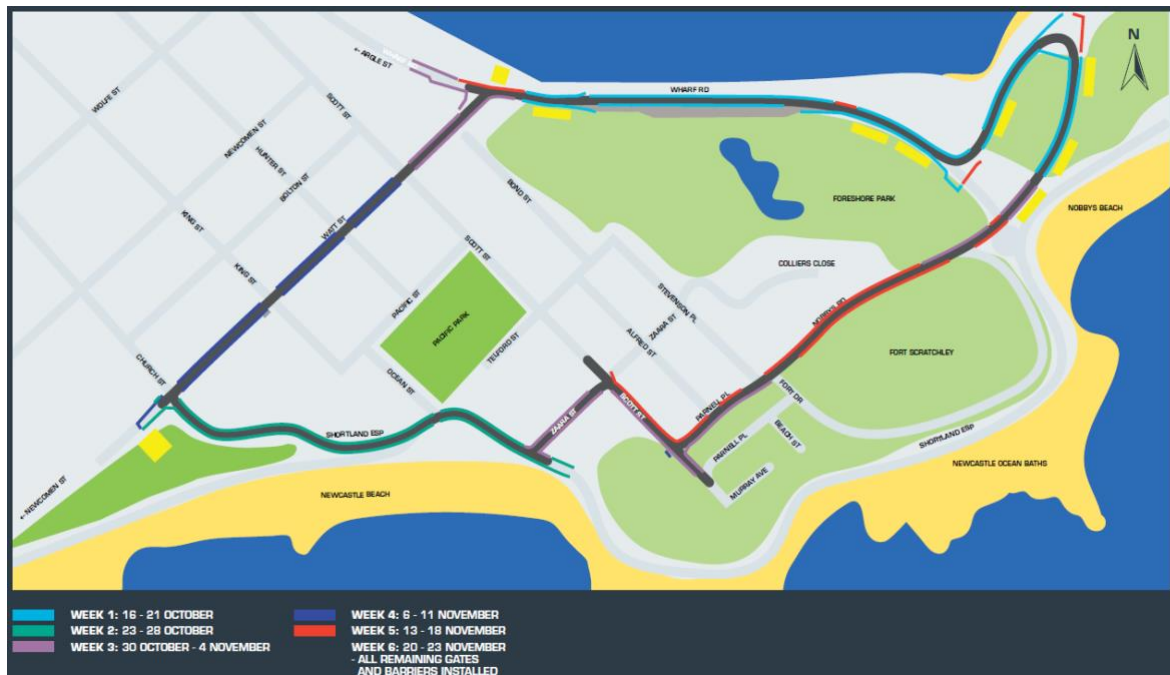 N
← ARGLE ST
WHARF RD
WOLFE ST
SCOTT ST
NEWCOMEN ST
HUNTER ST
BOLTON ST
BOND ST
KING ST
WATT ST
FORESHORE PARK
NOBBYS BEACH
SCOTT ST
COLLIERS CLOSE
KING ST
PACIFIC ST
STEVENSON PL
ZAARA ST
NOBBYS RD
PACIFIC PARK
ALFRED ST
TELFORD ST
FORT SCRATCHLEY
CHURCH ST
OCEAN ST
FORT DR
PARNELL PL
SCOTT ST
ZAARA ST
SHORTLAND ESP
BEACH ST
PARNELL PL
SHORTLAND ESP
NEWCASTLE OCEAN BATHS
MURRAY AVE
← NEWCOMEN ST
NEWCASTLE BEACH
WEEK 1: 16 - 21 OCTOBER
WEEK 2: 23 - 28 OCTOBER
WEEK 3: 30 OCTOBER - 4 NOVEMBER
WEEK 4: 6 - 11 NOVEMBER
WEEK 5: 13 - 18 NOVEMBER
WEEK 6: 20 - 23 NOVEMBER
- ALL REMAINING GATES
AND BARRIERS INSTALLED